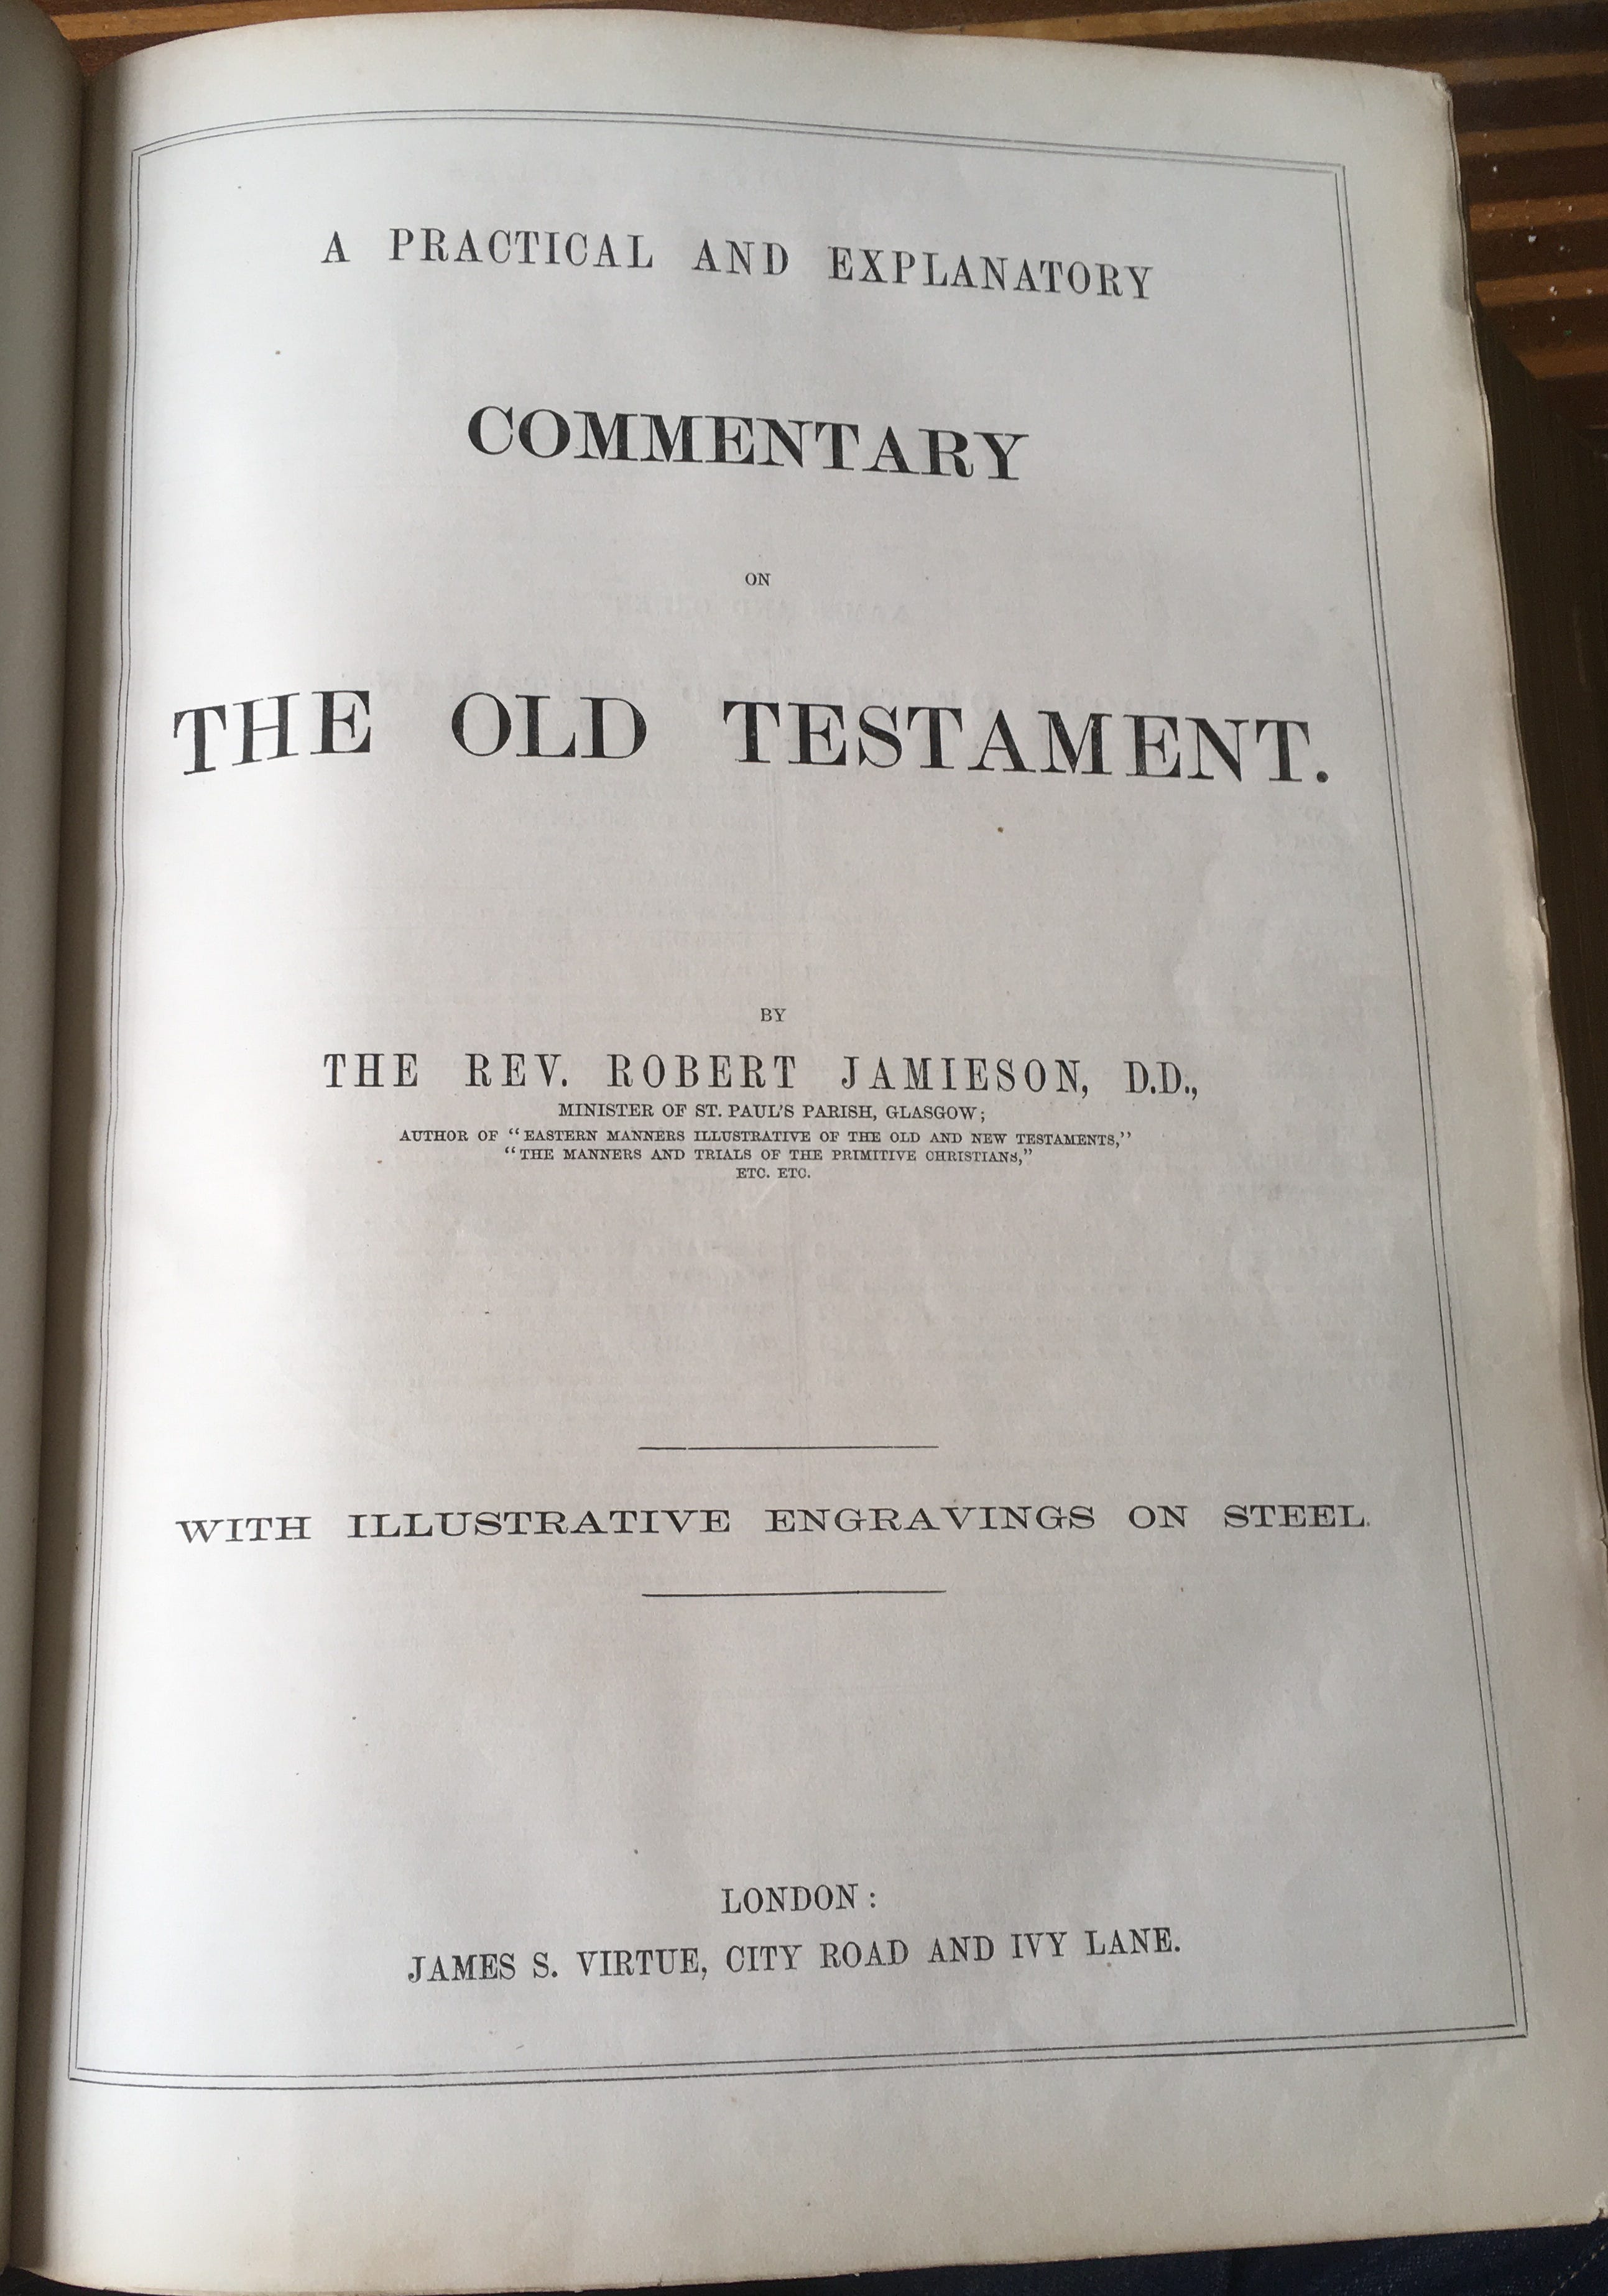 A PRACTICAL AND EXPLANATORY
COMMENTARY
ON
THE OLD TESTAMENT.
BY
THE REV. ROBERT JAMIESON, D.D.,
MINISTER OF ST. PAUL'S PARISH, GLASGOW;
AUTHOR OF "EASTERN MANNERS ILLUSTRATIVE OF THE OLD AND NEW TESTAMENTS,"
"THE MANNERS AND TRIALS OF THE PRIMITIVE CHRISTIANS,"
ETC. ETC.
WITH ILLUSTRATIVE ENGRAVINGS ON STEEL.
LONDON:
JAMES S. VIRTUE, CITY ROAD AND IVY LANE.